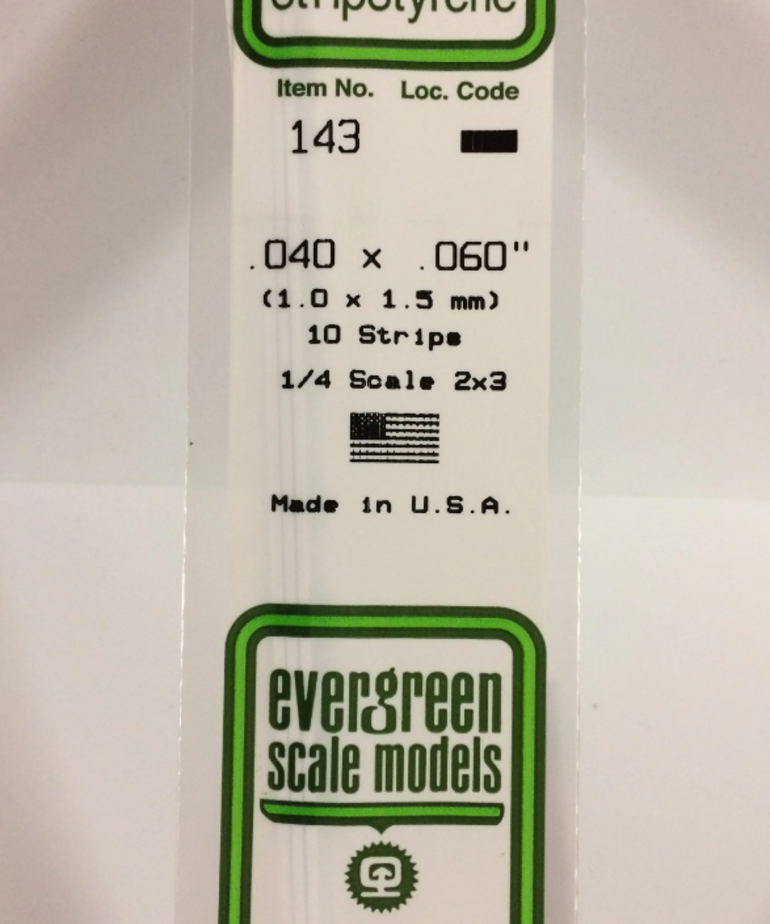 Item No. Loc. Code
143
.040 x .060"
(1.0 x 1.5 mm)
10 Strips
1/4 Scale 2x3
Made in U.S.A.
evergreen
scale models